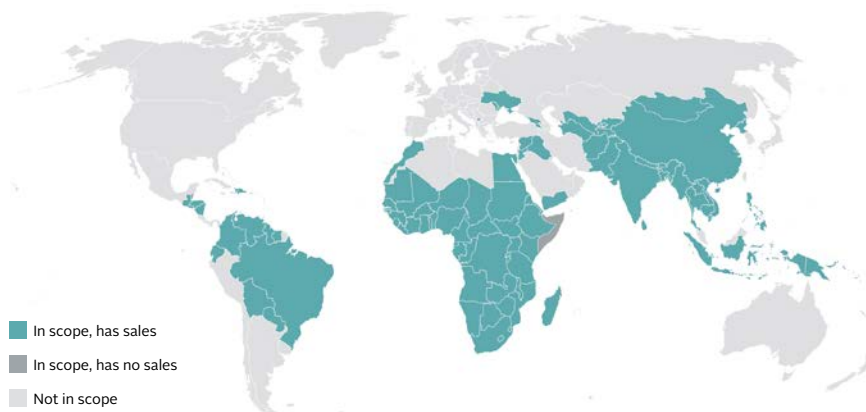 In scope, has sales
In scope, has no sales
Not in scope